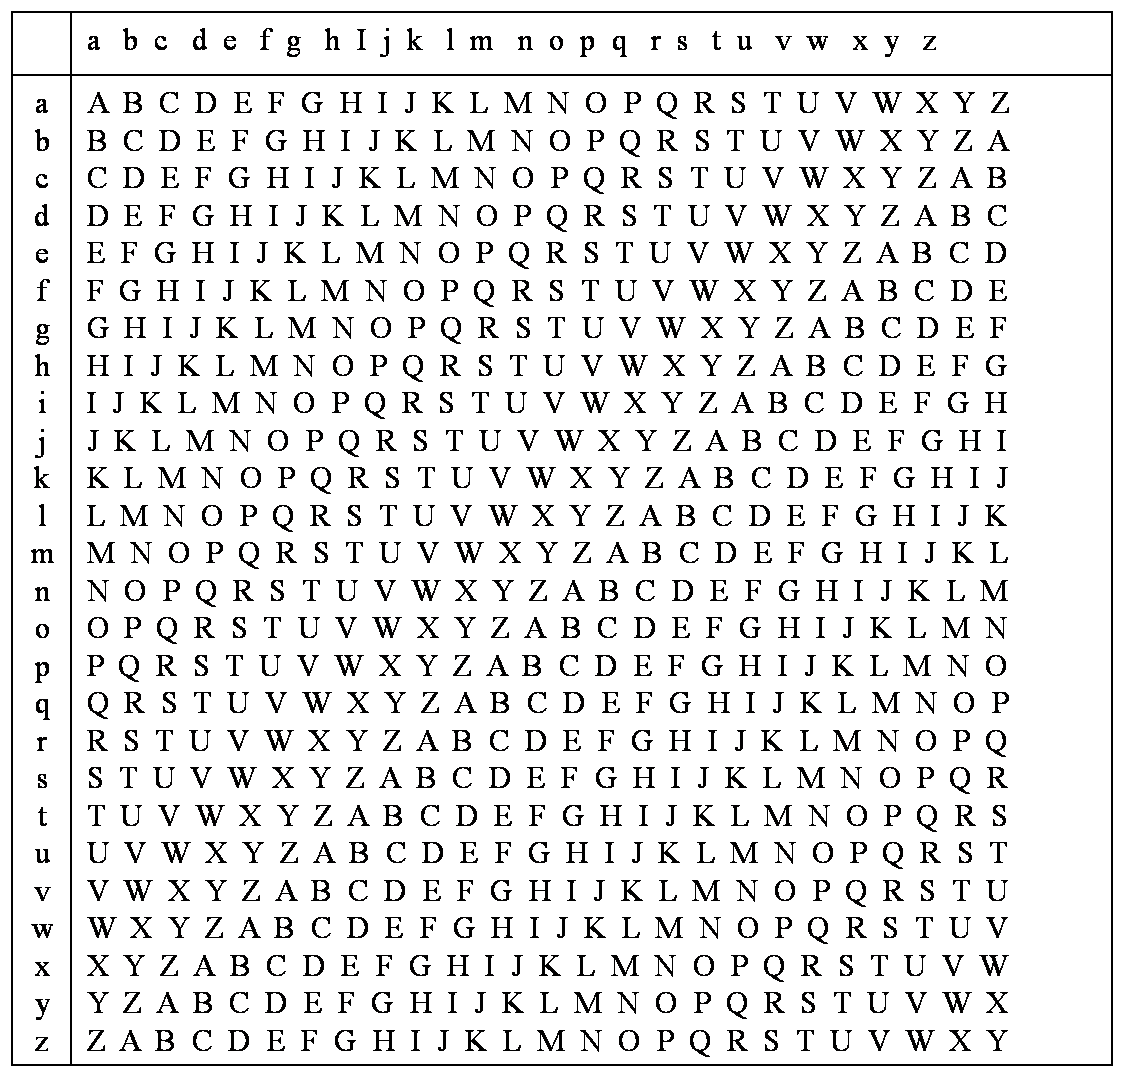 a b c d e f g h I j k l m n o p q r s t u v w x y z
a A B C D E F G H I J K L M N O P Q R S T U V W X Y Z
b B C D E F G H I J K L M N O P Q R S T U V W X Y Z A
c C D E F G H I J K L M N O P Q R S T U V W X Y Z A B
d D E F G H I J K L M N O P Q R S T U V W X Y Z A B C
e E F G H I J K L M N O P Q R S T U V W X Y Z A B C D
f F G H I J K L M N O P Q R S T U V W X Y Z A B C D E
g G H I J K L M N O P Q R S T U V W X Y Z A B C D E F
h H I J K L M N O P Q R S T U V W X Y Z A B C D E F G
i I J K L M N O P Q R S T U V W X Y Z A B C D E F G H
j J K L M N O P Q R S T U V W X Y Z A B C D E F G H I
k K L M N O P Q R S T U V W X Y Z A B C D E F G H I J
l L M N O P Q R S T U V W X Y Z A B C D E F G H I J K
m M N O P Q R S T U V W X Y Z A B C D E F G H I J K L
n N O P Q R S T U V W X Y Z A B C D E F G H I J K L M
o O P Q R S T U V W X Y Z A B C D E F G H I J K L M N
p P Q R S T U V W X Y Z A B C D E F G H I J K L M N O
q Q R S T U V W X Y Z A B C D E F G H I J K L M N O P
r R S T U V W X Y Z A B C D E F G H I J K L M N O P Q
s S T U V W X Y Z A B C D E F G H I J K L M N O P Q R
t T U V W X Y Z A B C D E F G H I J K L M N O P Q R S
u U V W X Y Z A B C D E F G H I J K L M N O P Q R S T
v V W X Y Z A B C D E F G H I J K L M N O P Q R S T U
w W X Y Z A B C D E F G H I J K L M N O P Q R S T U V
x X Y Z A B C D E F G H I J K L M N O P Q R S T U V W
y Y Z A B C D E F G H I J K L M N O P Q R S T U V W X
z Z A B C D E F G H I J K L M N O P Q R S T U V W X Y